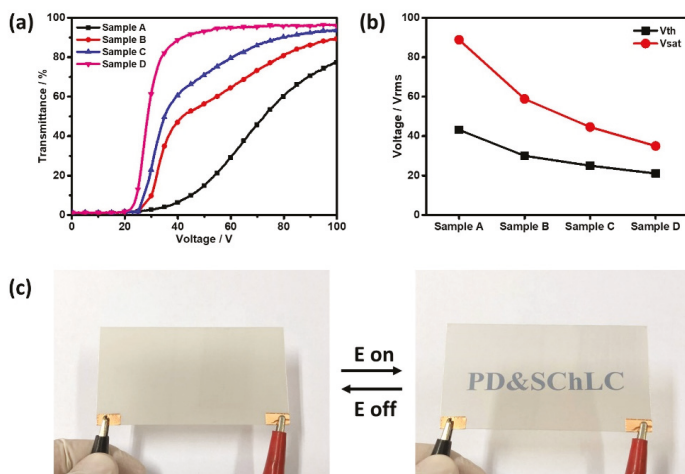 (a)
Sample A
Sample B
Sample C
Sample D
Transmittance / %
100
80
60
40
20
0
0 20 40 60 80 100
Voltage / V
(b)
Vth
Vsat
Voltage / Vrms
100
80
60
40
20
0
Sample A Sample B Sample C Sample D
(c)
E on
E off
PD&SChLC